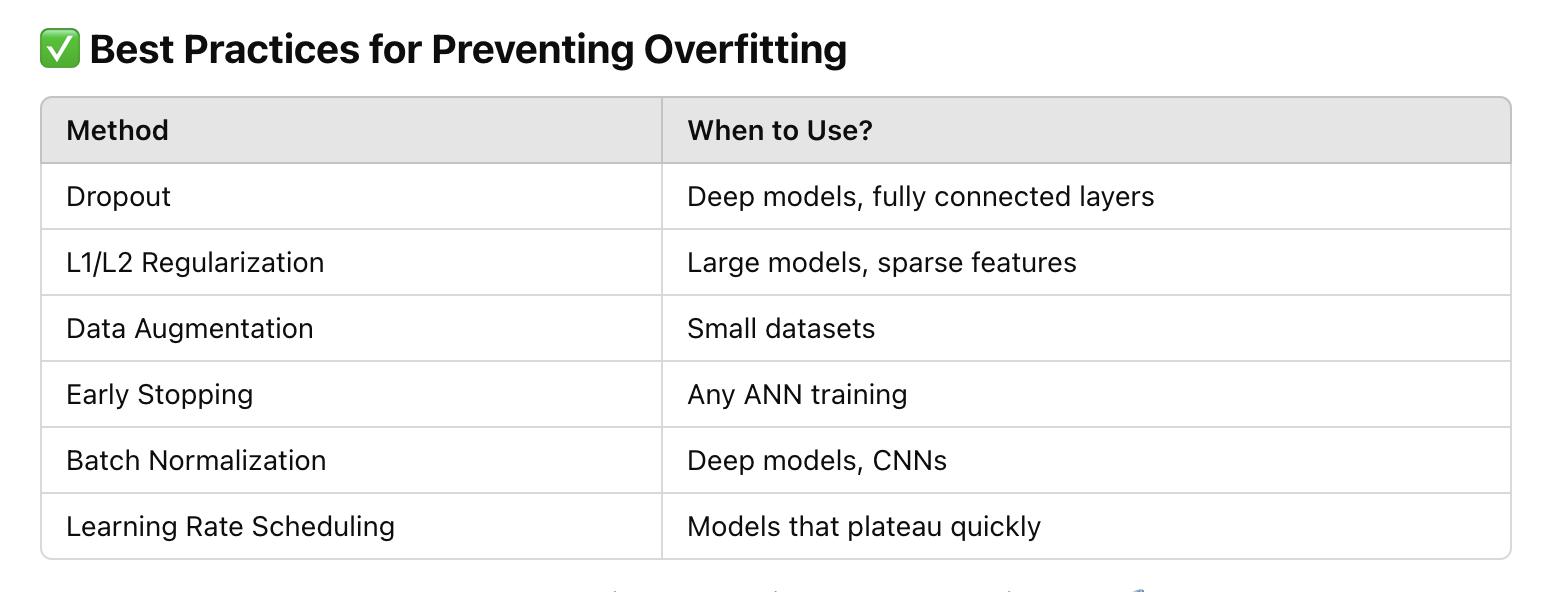 ✅ Best Practices for Preventing Overfitting
Method When to Use?
Dropout Deep models, fully connected layers
L1/L2 Regularization Large models, sparse features
Data Augmentation Small datasets
Early Stopping Any ANN training
Batch Normalization Deep models, CNNs
Learning Rate Scheduling Models that plateau quickly